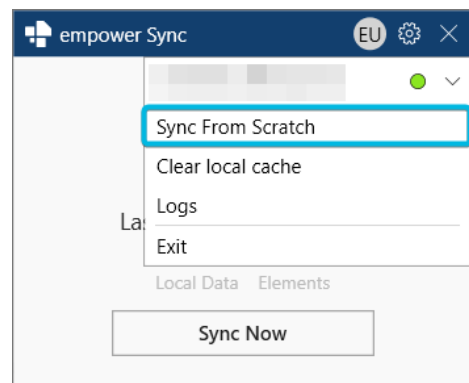 empower Sync EU
Sync From Scratch
Clear local cache
Logs
La
Exit
Local Data Elements
Sync Now